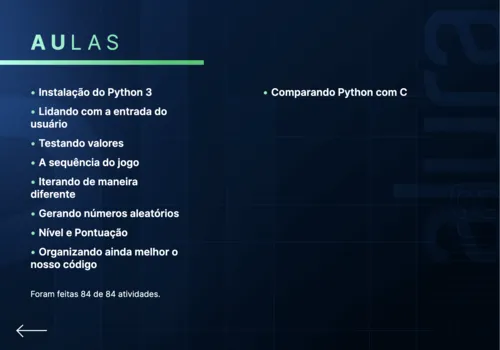 AULAS
• Instalação do Python 3
• Lidando com a entrada do
usuário
• Testando valores
• A sequência do jogo
• Iterando de maneira
diferente
• Gerando números aleatórios
• Nível e Pontuação
• Organizando ainda melhor o
nosso código
• Comparando Python com C
Foram feitas 84 de 84 atividades.
alura